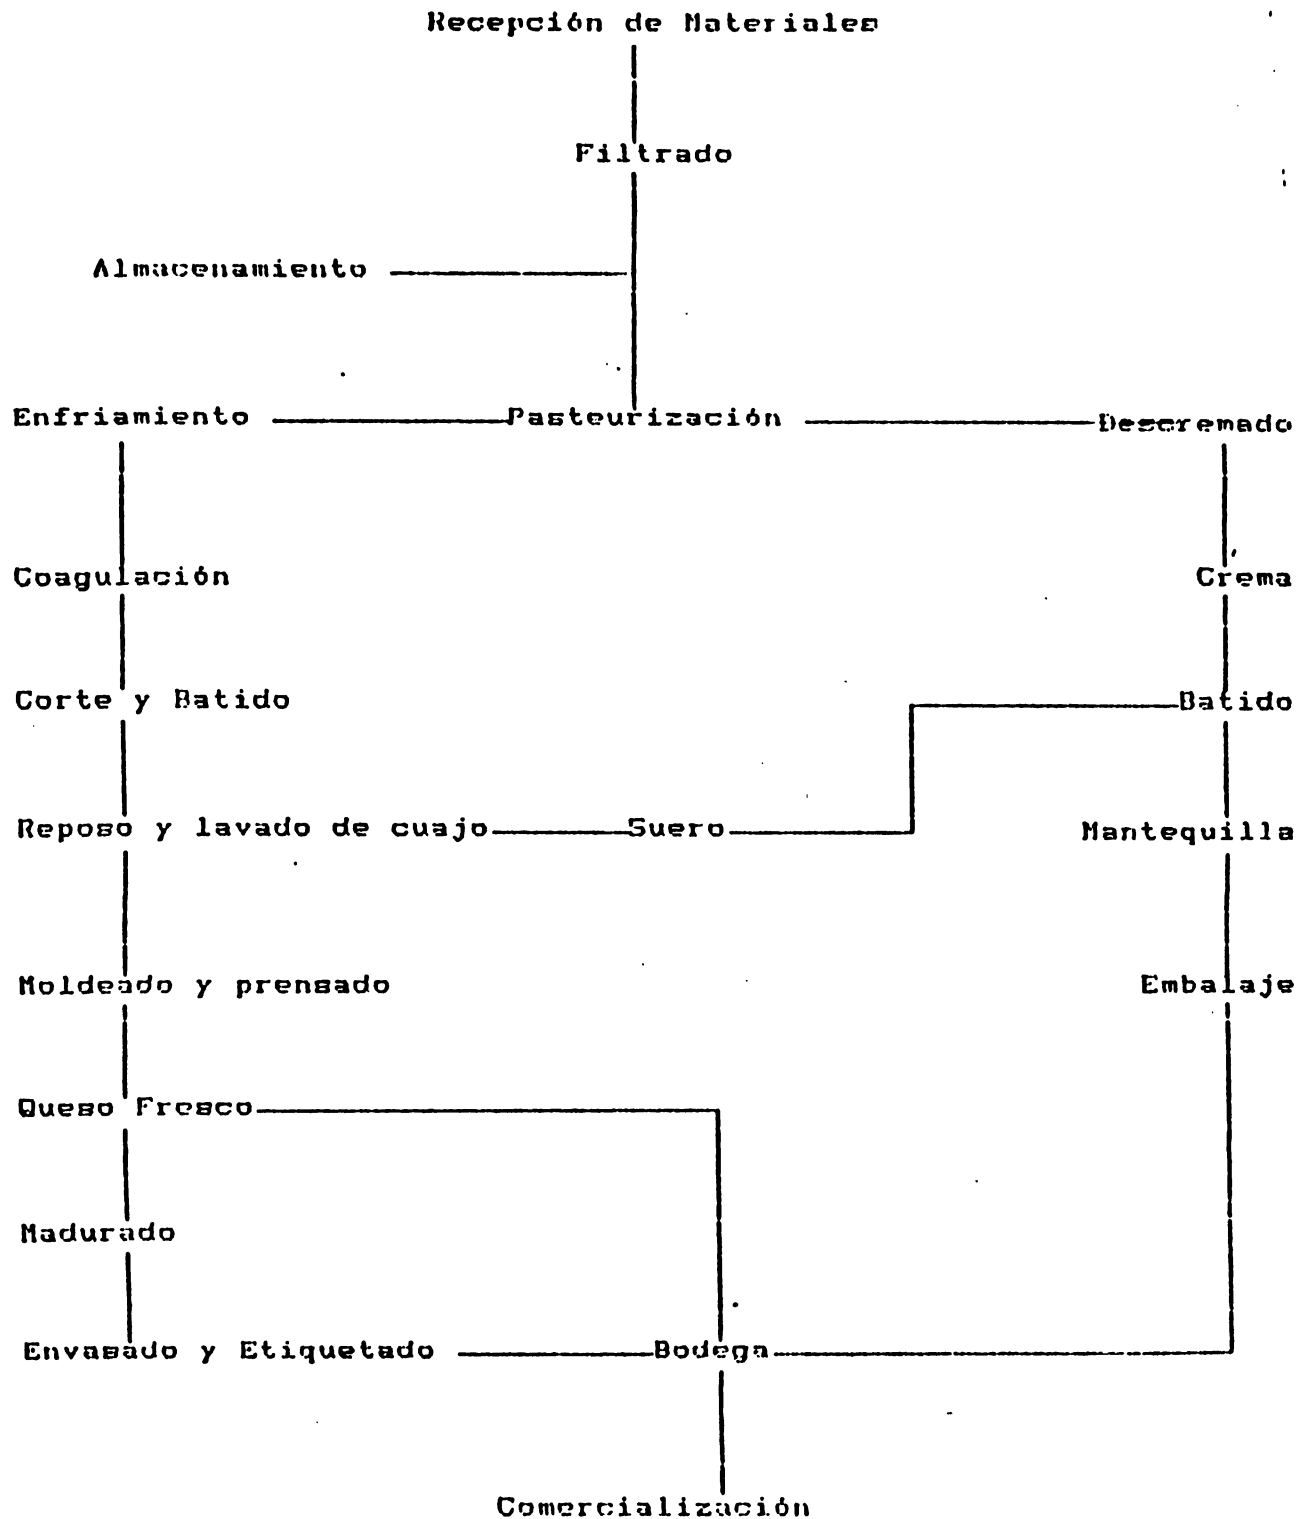 Recepción de Materiales
Filtrado
Almacenamiento
Enfriamiento Pasteurización Descremado
Coagulación Crema
Corte y Batido Batido
Reposo y lavado de cuajo Suero Mantequilla
Moldeado y prensado Embalaje
Queso Fresco
Madurado
Envasado y Etiquetado Bodega
Comercialización